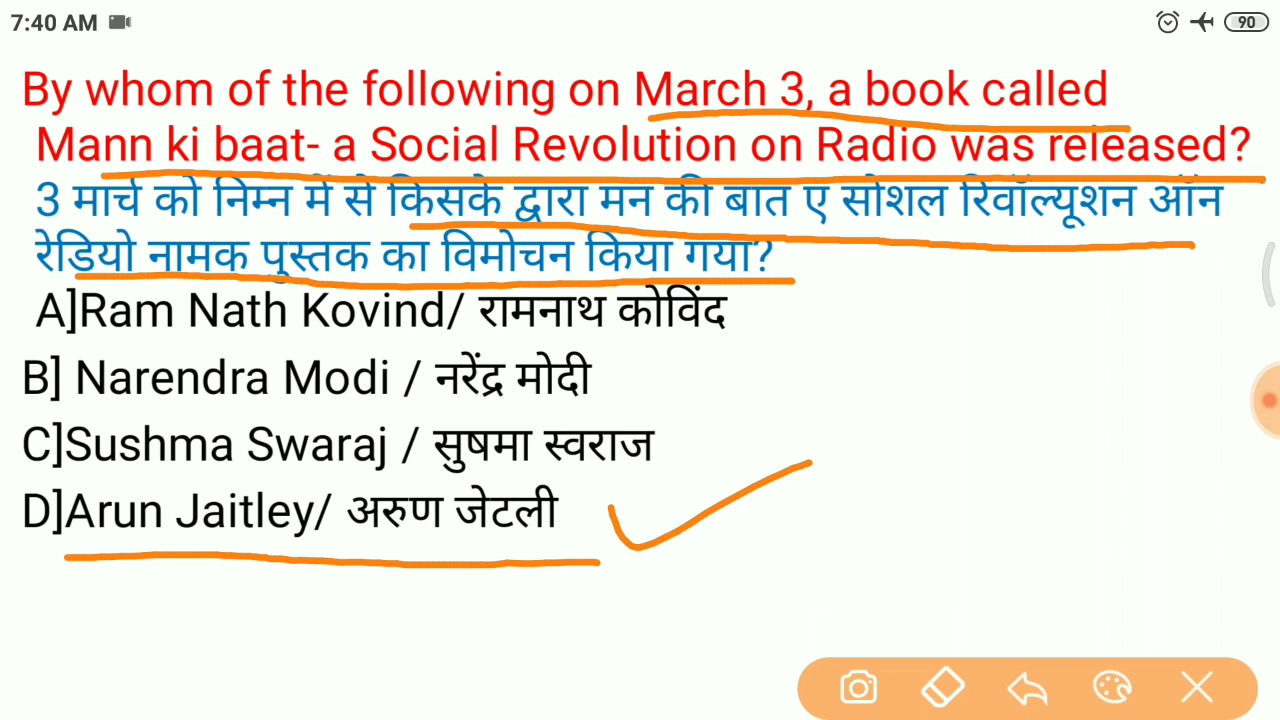 7:40 AM
90
By whom of the following on March 3, a book called
Mann ki baat- a Social Revolution on Radio was released?
3 मार्च को निम्न में से किसके द्वारा मन की बात ए सोशल रिवॉल्यूशन ऑन
रेडियो नामक पुस्तक का विमोचन किया गया?
A]Ram Nath Kovind/ रामनाथ कोविंद
B] Narendra Modi / नरेंद्र मोदी
C]Sushma Swaraj / सुषमा स्वराज
D]Arun Jaitley/ अरुण जेटली